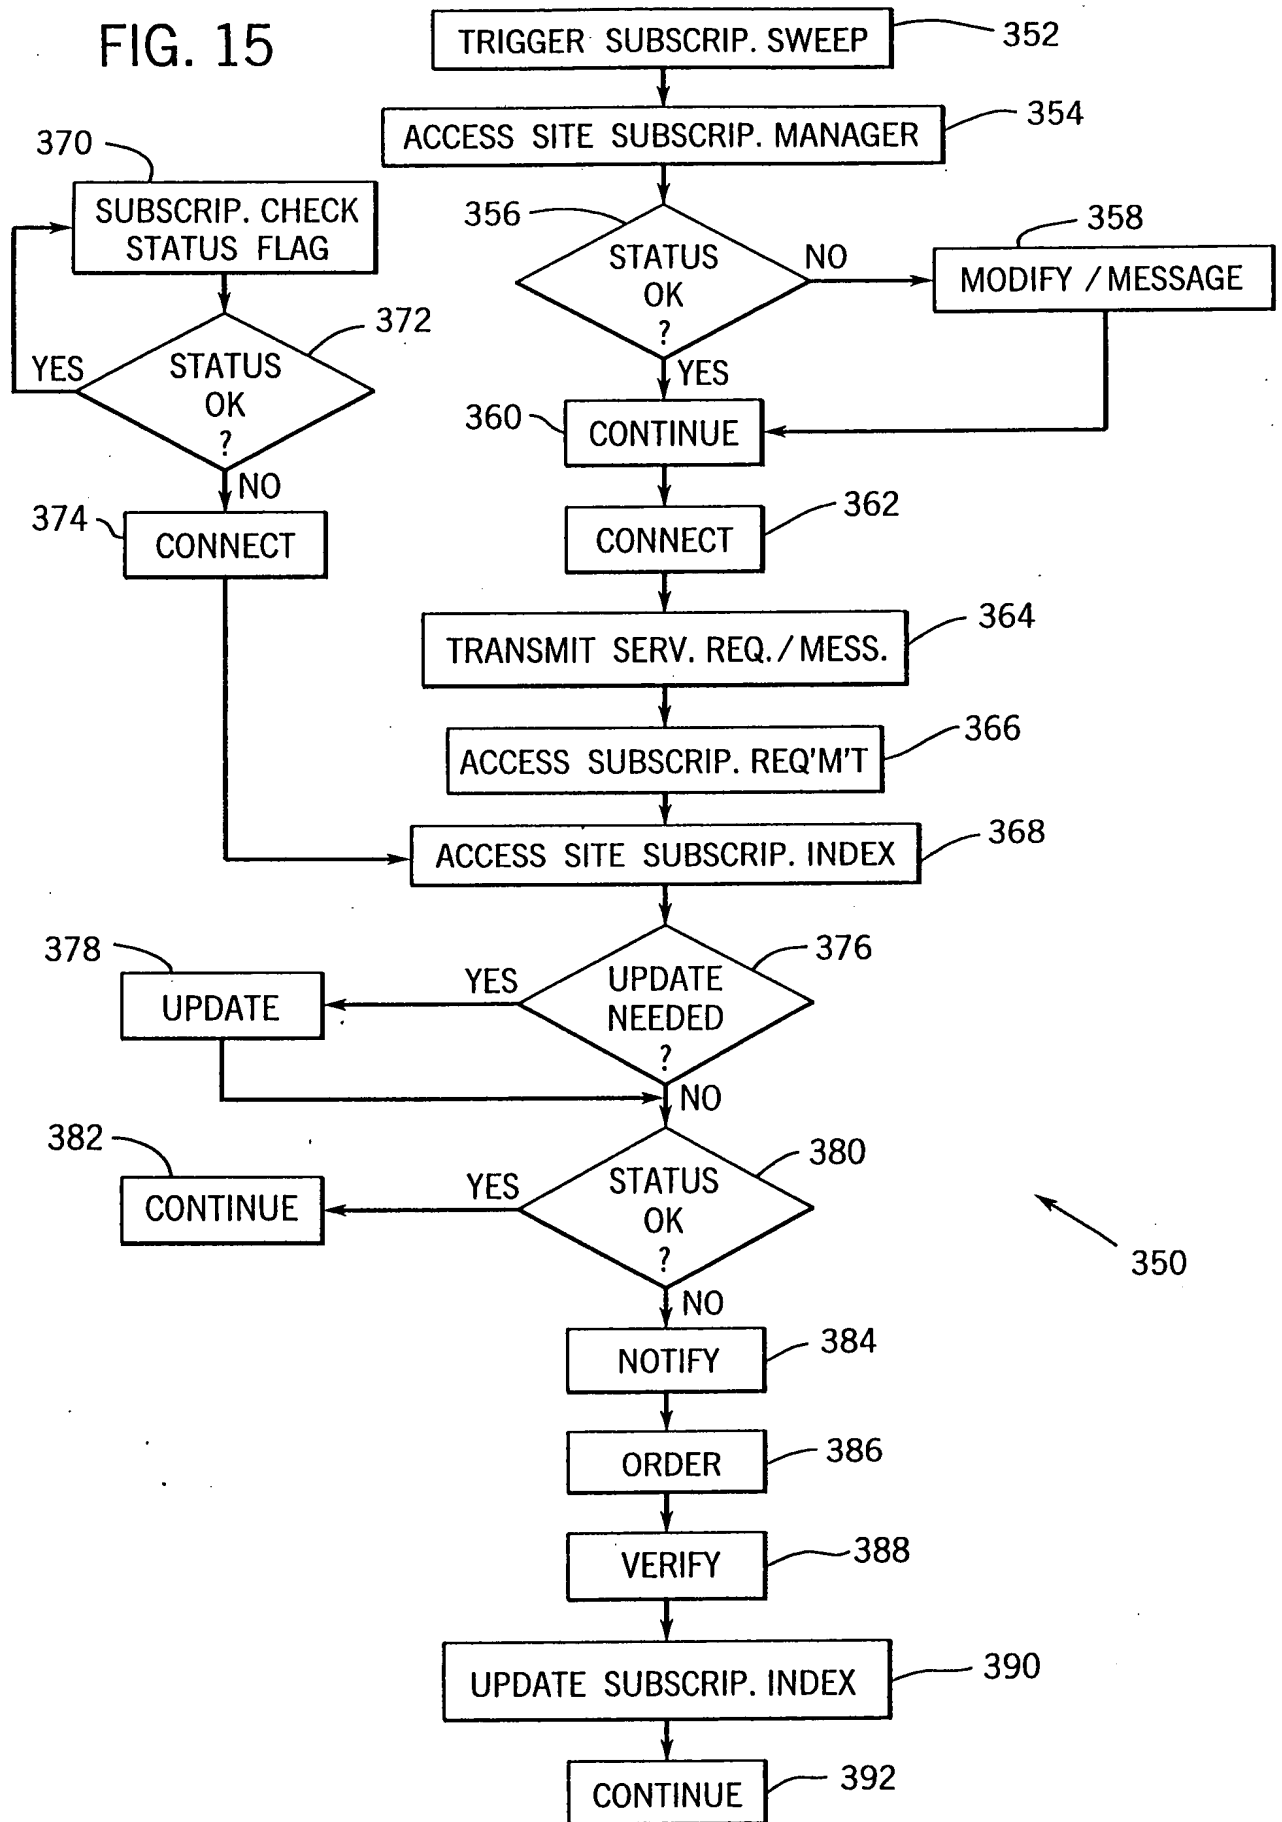 FIG. 15
TRIGGER SUBSCRIP. SWEEP
352
ACCESS SITE SUBSCRIP. MANAGER
354
370
SUBSCRIP. CHECK
STATUS FLAG
356
STATUS
OK
?
NO
358
MODIFY / MESSAGE
372
YES
STATUS
OK
?
YES
360
CONTINUE
NO
374
CONNECT
362
CONNECT
364
TRANSMIT SERV. REQ. / MESS.
366
ACCESS SUBSCRIP. REQ'M'T
368
ACCESS SITE SUBSCRIP. INDEX
378
UPDATE
YES
376
UPDATE
NEEDED
?
NO
382
CONTINUE
YES
380
STATUS
OK
?
350
NO
NOTIFY
384
ORDER
386
VERIFY
388
UPDATE SUBSCRIP. INDEX
390
CONTINUE
392